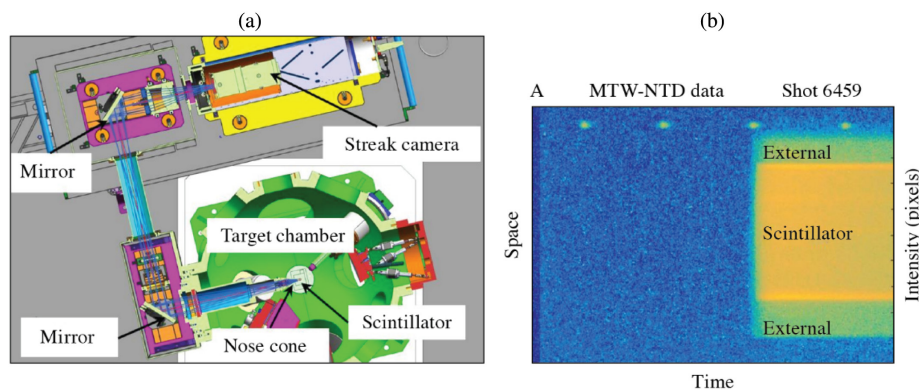 (a)
(b)
Mirror
Streak camera
Target chamber
Mirror
Nose cone
Scintillator
A MTW-NTD data Shot 6459
External
Scintillator
External
Space
Intensity (pixels)
Time